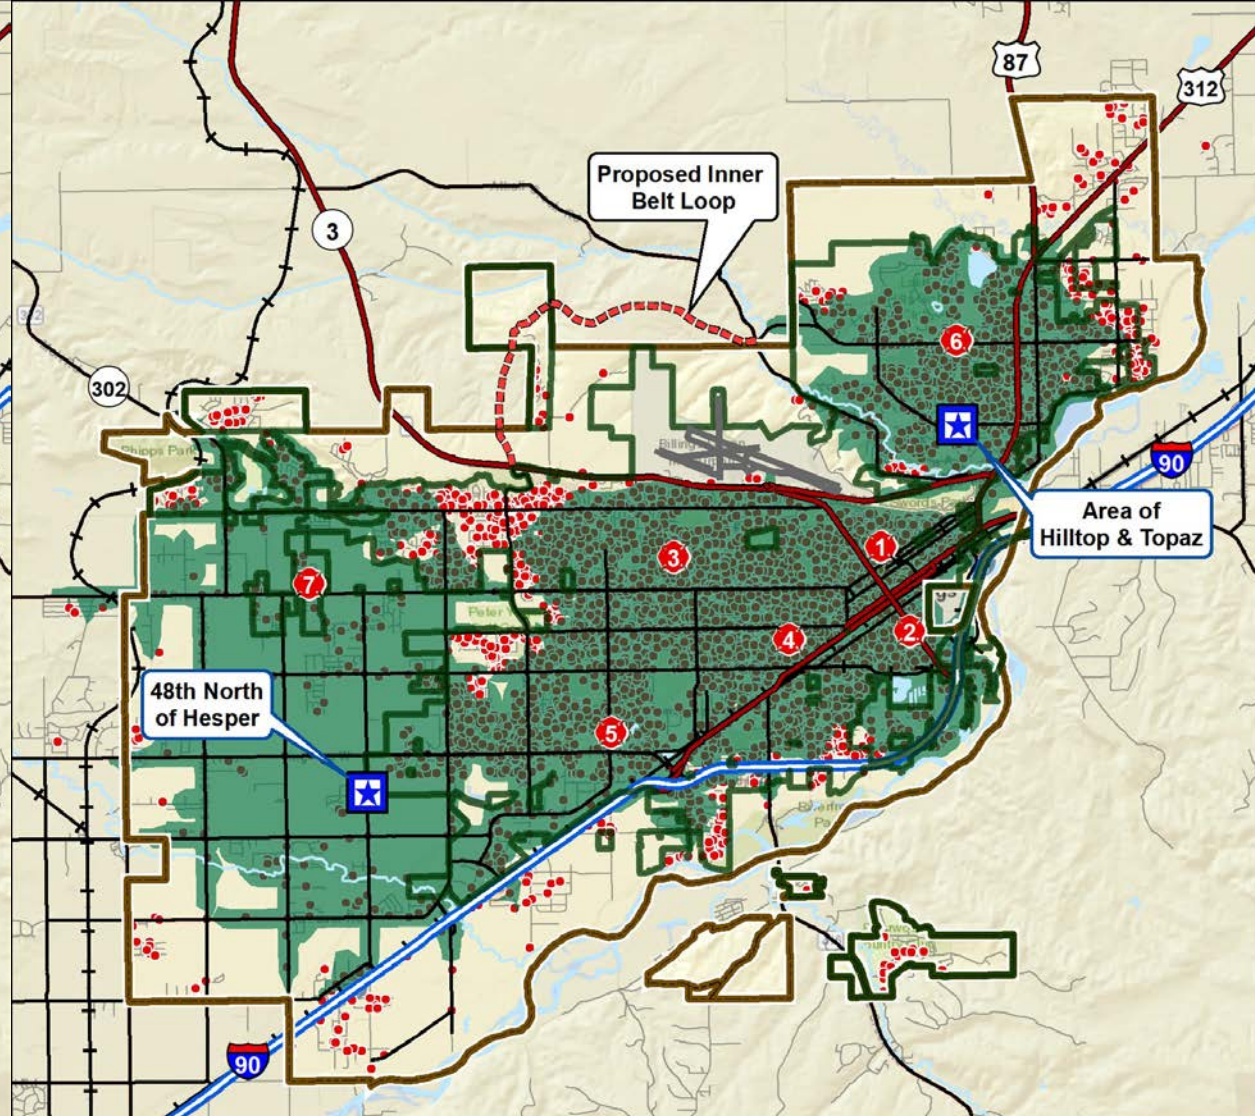 87
312
Proposed Inner
Belt Loop
3
302
6
90
Area of
Hilltop & Topaz
Phipps Park
1
3
7
Peter
2
4
48th North
of Hesper
5
90